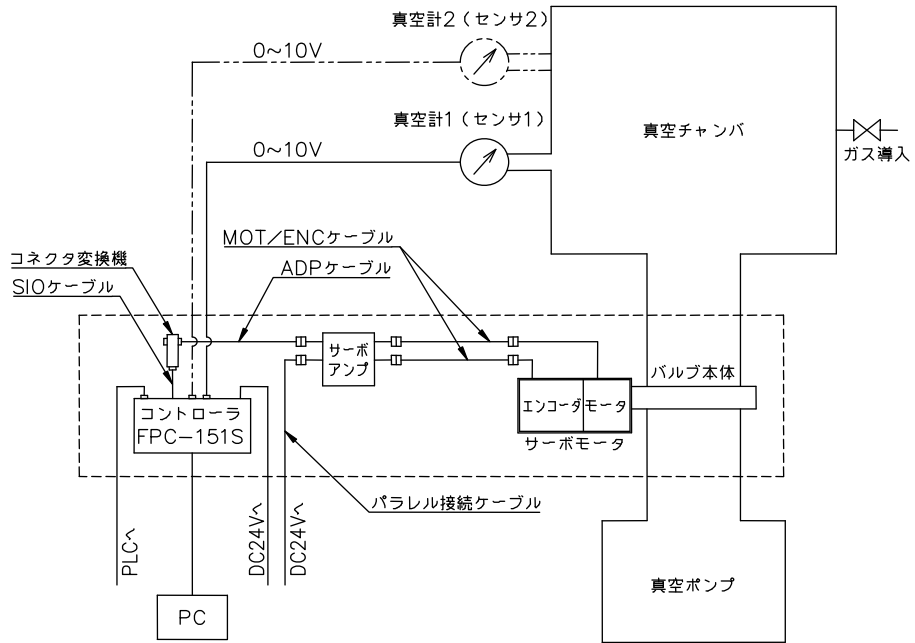 真空計2(センサ2)
0~10V
真空計1(センサ1)
0~10V
真空チャンバ
ガス導入
MOT/ENCケーブル
コネクタ変換機
ADPケーブル
SIOケーブル
サーボ
アンプ
バルブ本体
エンコーダ
モータ
サーボモータ
コントローラ
FPC-151S
パラレル接続ケーブル
PLCへ
DC24Vへ
DC24Vへ
真空ポンプ
PC